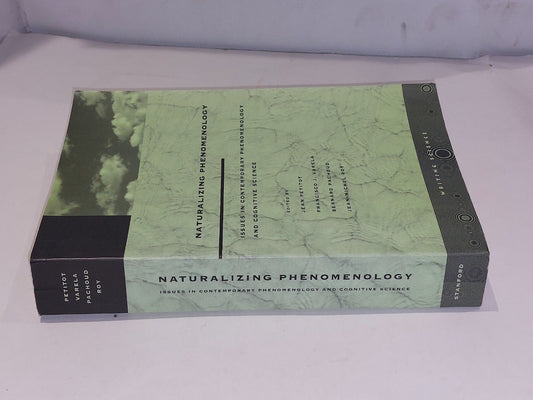 NATURALIZING PHENOMENOLOGY
ISSUES IN CONTEMPORARY PHENOMENOLOGY
AND COGNITIVE SCIENCE
EDITED BY
JEAN PETITOT
FRANCISCO J. VARELA
BERNARD PACHOUD
JEAN-MICHEL ROY
WRITING SCIENCE
PETITOT
VARELA
PACHOUD
ROY
NATURALIZING PHENOMENOLOGY
ISSUES IN CONTEMPORARY PHENOMENOLOGY AND COGNITIVE SCIENCE
STANFORD